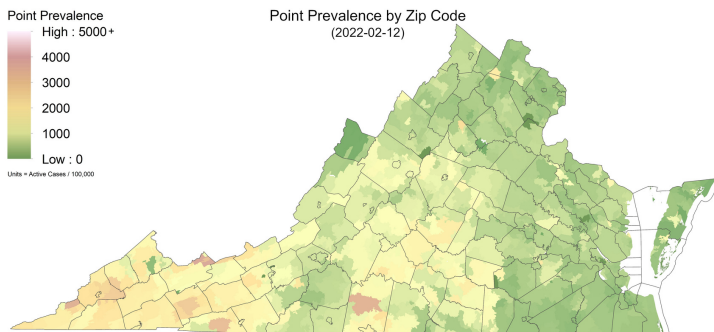 Point Prevalence by Zip Code
(2022-02-12)
Point Prevalence
High : 5000+
4000
3000
2000
1000
Low : 0
Units = Active Cases / 100,000